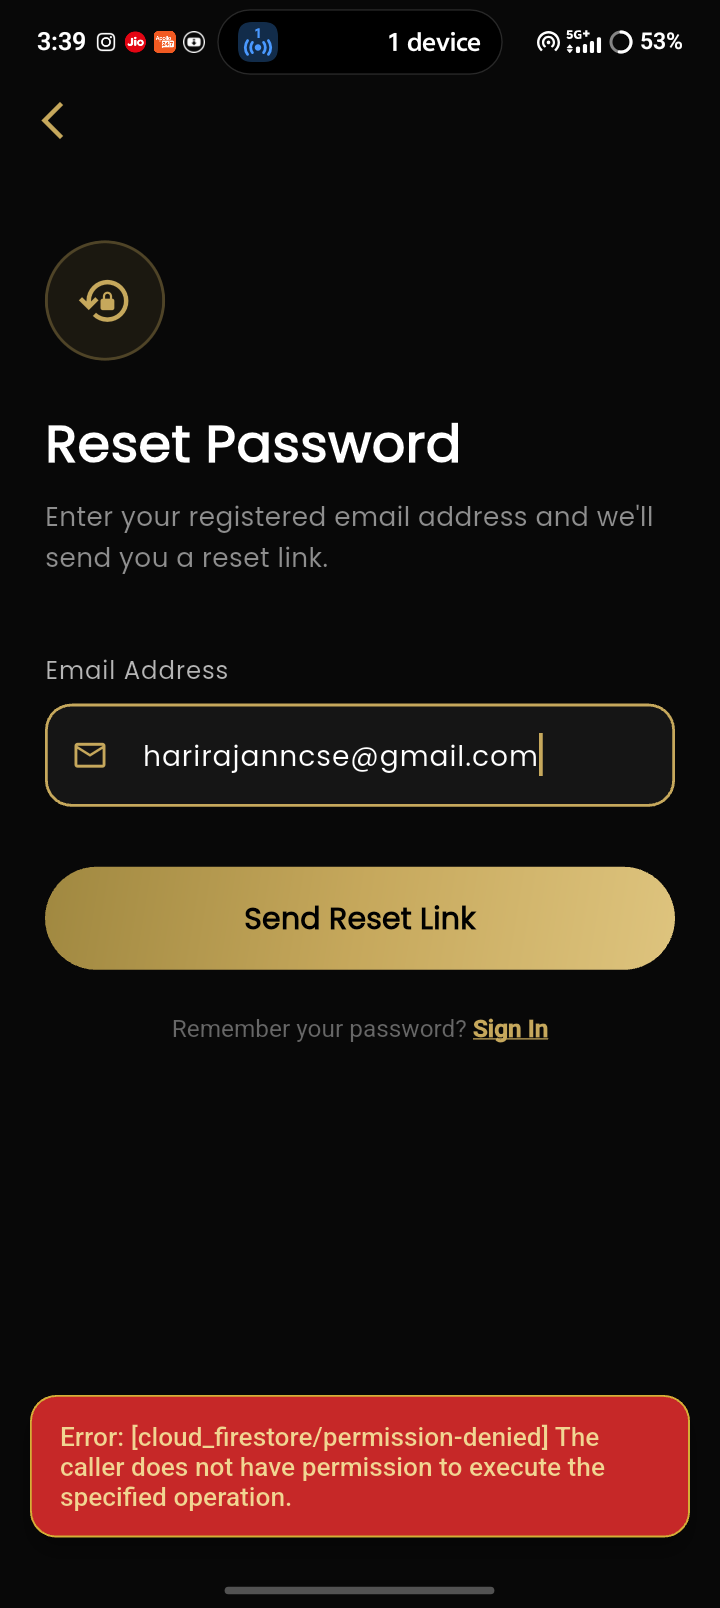 3:39 Jio 1 1 device 5G+ 53%
Reset Password
Enter your registered email address and we'll
send you a reset link.
Email Address
harirajanncse@gmail.com
Send Reset Link
Remember your password? Sign In
Error: [cloud_firestore/permission-denied] The
caller does not have permission to execute the
specified operation.